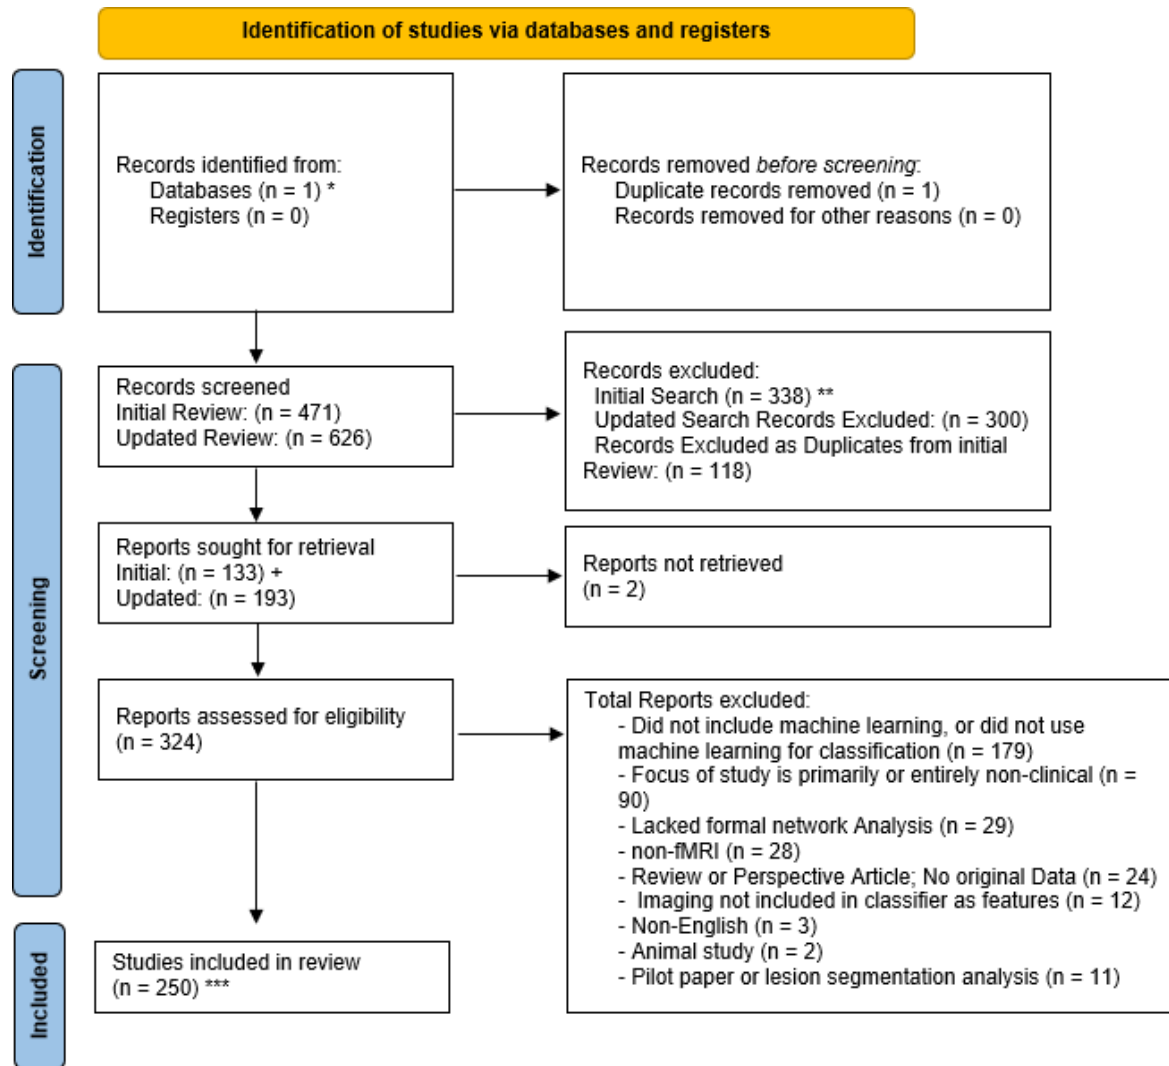 Identification of studies via databases and registers
Identification
Records identified from:
Databases (n = 1) *
Registers (n = 0)
Records removed before screening:
Duplicate records removed (n = 1)
Records removed for other reasons (n = 0)
Screening
Records screened
Initial Review: (n = 471)
Updated Review: (n = 626)
Records excluded:
Initial Search (n = 338) **
Updated Search Records Excluded: (n = 300)
Records Excluded as Duplicates from initial
Review: (n = 118)
Reports sought for retrieval
Initial: (n = 133) +
Updated: (n = 193)
Reports not retrieved
(n = 2)
Reports assessed for eligibility
(n = 324)
Total Reports excluded:
- Did not include machine learning, or did not use
machine learning for classification (n = 179)
- Focus of study is primarily or entirely non-clinical (n =
90)
- Lacked formal network Analysis (n = 29)
- non-fMRI (n = 28)
- Review or Perspective Article; No original Data (n = 24)
- Imaging not included in classifier as features (n = 12)
- Non-English (n = 3)
- Animal study (n = 2)
- Pilot paper or lesion segmentation analysis (n = 11)
Included
Studies included in review
(n = 250) ***